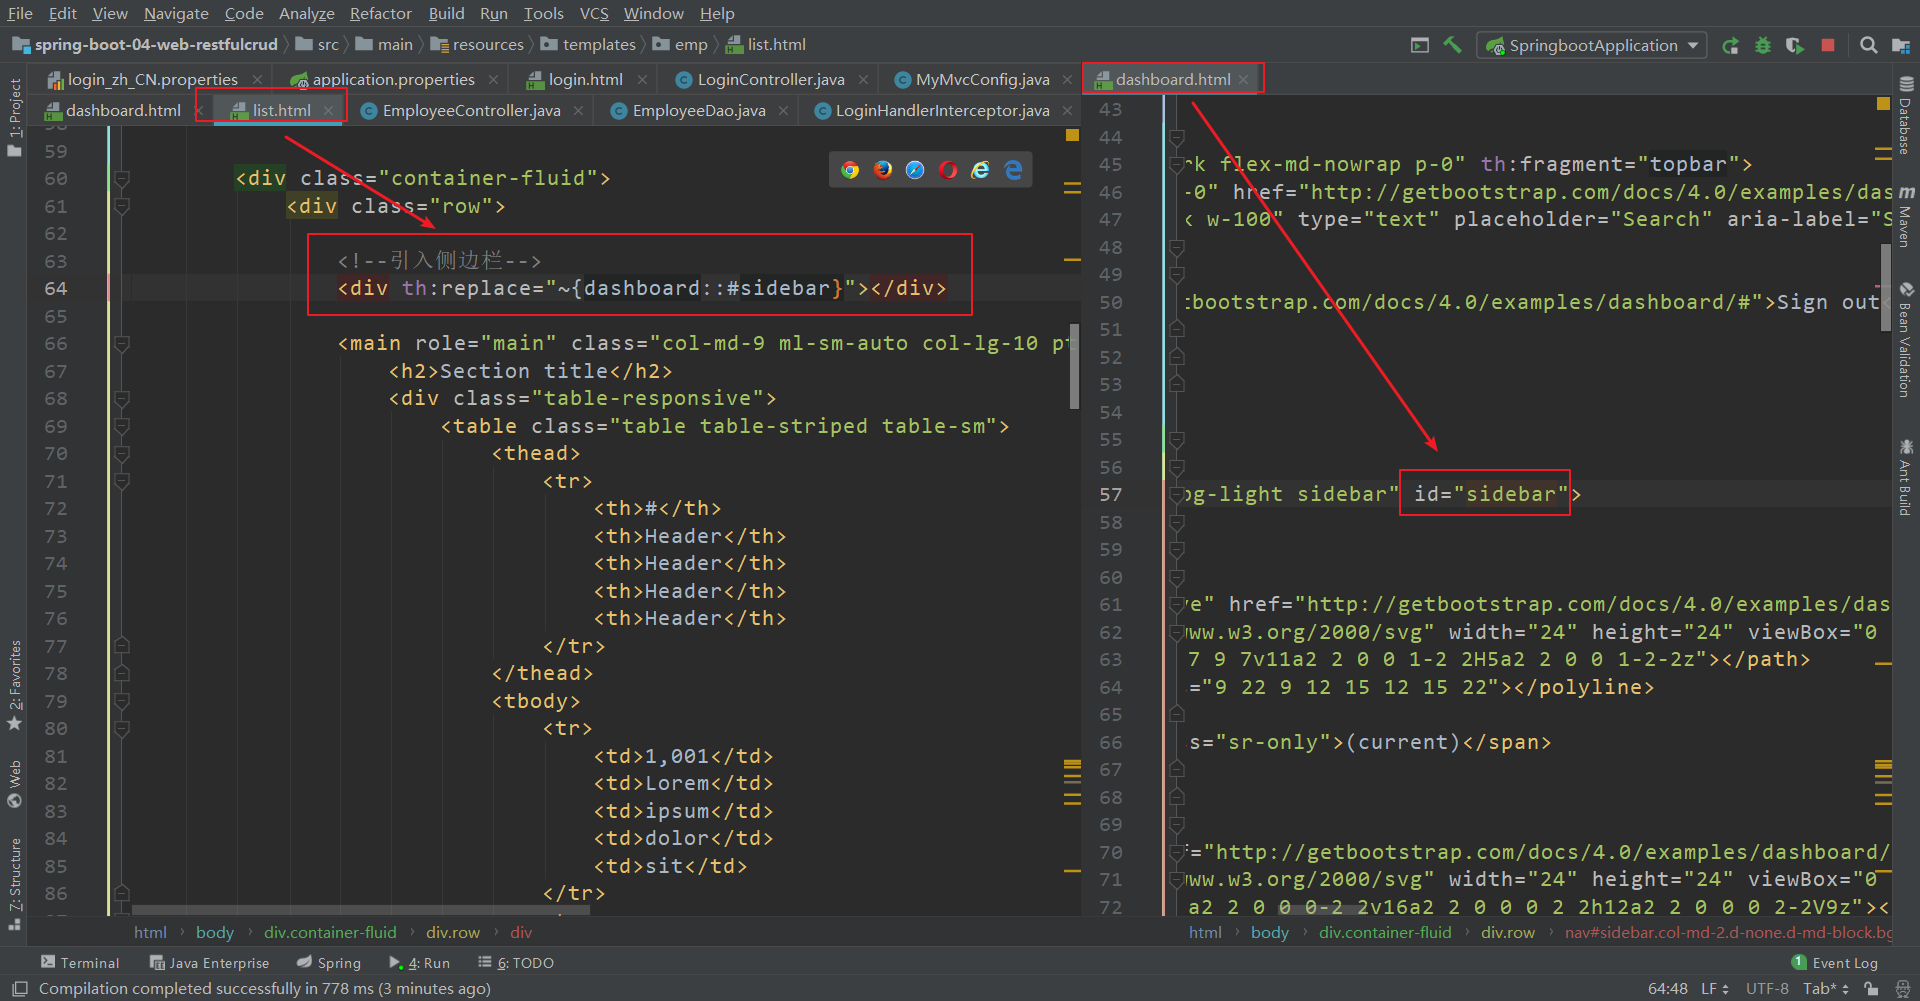 File Edit View Navigate Code Analyze Refactor Build Run Tools VCS Window Help
spring-boot-04-web-restfulcrud src main resources templates emp list.html SpringbootApplication
login_zh_CN.properties application.properties login.html LoginController.java MyMvcConfig.java
dashboard.html list.html EmployeeController.java EmployeeDao.java LoginHandlerInterceptor.java
59
60 <div class="container-fluid">
61 <div class="row">
62
63 <!--引入侧边栏-->
64 <div th:replace="~{dashboard::#sidebar}"></div>
65
66 <main role="main" class="col-md-9 ml-sm-auto col-lg-10 pt
67 <h2>Section title</h2>
68 <div class="table-responsive">
69 <table class="table table-striped table-sm">
70 <thead>
71 <tr>
72 <th>#</th>
73 <th>Header</th>
74 <th>Header</th>
75 <th>Header</th>
76 <th>Header</th>
77 </tr>
78 </thead>
79 <tbody>
80 <tr>
81 <td>1,001</td>
82 <td>Lorem</td>
83 <td>ipsum</td>
84 <td>dolor</td>
85 <td>sit</td>
86 </tr>
html body div.container-fluid div.row div
dashboard.html
43
44
45 rk flex-md-nowrap p-0" th:fragment="topbar">
46 -0" href="http://getbootstrap.com/docs/4.0/examples/das
47 k w-100" type="text" placeholder="Search" aria-label="S
48
49
50 tbootstrap.com/docs/4.0/examples/dashboard/#">Sign out<
51
52
53
54
55
56
57 bg-light sidebar" id="sidebar">
58
59
60
61 ve" href="http://getbootstrap.com/docs/4.0/examples/das
62 www.w3.org/2000/svg" width="24" height="24" viewBox="0
63 7 9 7v11a2 2 0 0 1-2 2H5a2 2 0 0 1-2-2z"></path>
64 ="9 22 9 12 15 12 15 22"></polyline>
65
66 s="sr-only">(current)</span>
67
68
69
70 f="http://getbootstrap.com/docs/4.0/examples/dashboard/
71 www.w3.org/2000/svg" width="24" height="24" viewBox="0
72 a2 2 0 0 0-2 2v16a2 2 0 0 0 2 2h12a2 2 0 0 0 2-2V9z"><
html body div.container-fluid div.row nav#sidebar.col-md-2.d-none.d-md-block.bg
1: Project
2: Favorites
Web
7: Structure
Database
Maven
Bean Validation
Ant Build
Terminal Java Enterprise Spring 4: Run 6: TODO 1 Event Log
Compilation completed successfully in 778 ms (3 minutes ago) 64:48 LF UTF-8 Tab*